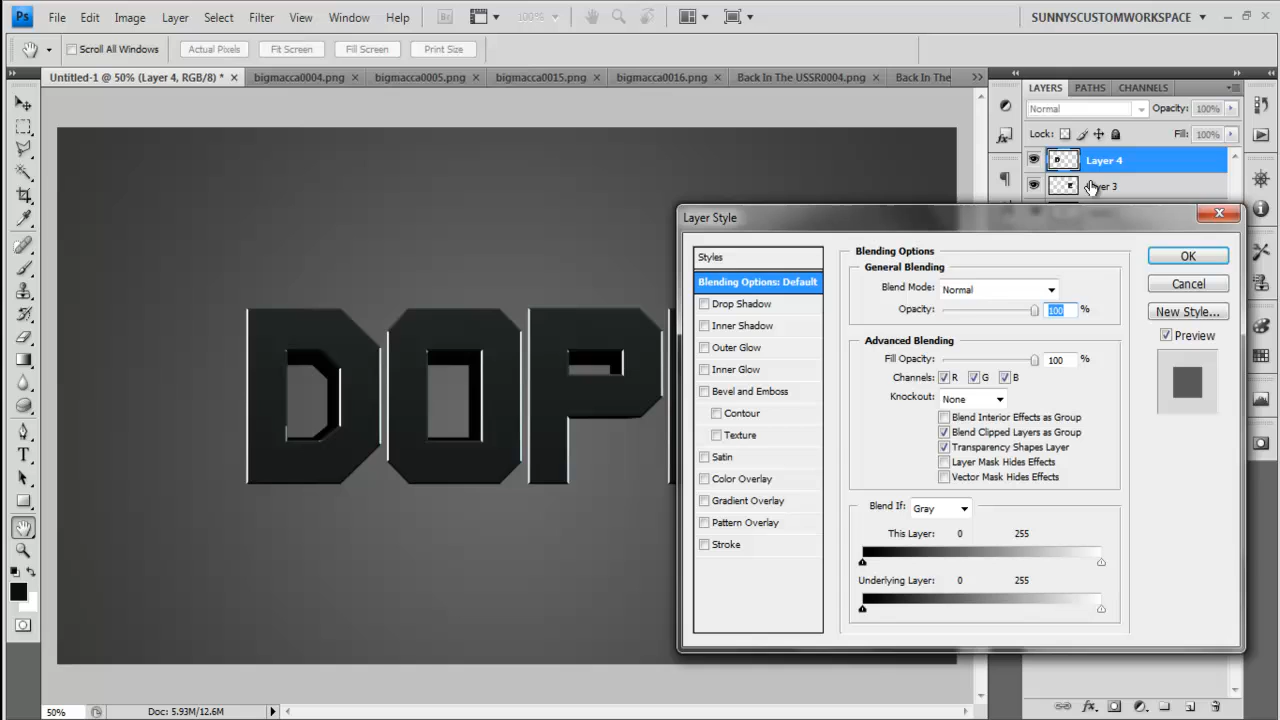 Ps File Edit Image Layer Select Filter Analysis View Window Help Br 100% SUNNYSCUSTOMWORKSPACE
Scroll All Windows Actual Pixels Fit Screen Fill Screen Print Size
Untitled-1 @ 50% (Layer 4, RGB/8) * bigmacca0004.png bigmacca0005.png bigmacca0015.png bigmacca0016.png Back In The USSR0004.png Back In The
LAYERS PATHS CHANNELS
Normal Opacity: 100%
Lock: Fill: 100%
Layer 4
yer 3
DOP
Layer Style
Styles
Blending Options: Default
Drop Shadow
Inner Shadow
Outer Glow
Inner Glow
Bevel and Emboss
Contour
Texture
Satin
Color Overlay
Gradient Overlay
Pattern Overlay
Stroke
Blending Options
General Blending
Blend Mode: Normal
Opacity: 100 %
Advanced Blending
Fill Opacity: 100 %
Channels: R G B
Knockout: None
Blend Interior Effects as Group
Blend Clipped Layers as Group
Transparency Shapes Layer
Layer Mask Hides Effects
Vector Mask Hides Effects
Blend If: Gray
This Layer: 0 255
Underlying Layer: 0 255
OK
Cancel
New Style...
Preview
50% Doc: 5.93M/12.6M